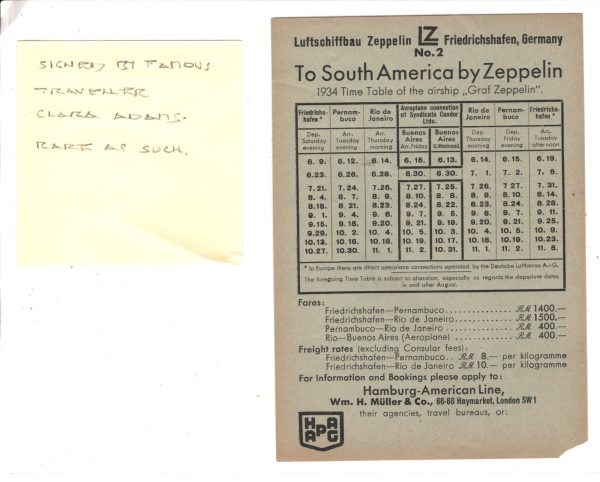 SIGNED BY FAMOUS
TRAVELLER
CLARA ADAMS.
RARE AS SUCH.
Luftschiffbau Zeppelin LZ Friedrichshafen, Germany
No. 2
To South America by Zeppelin
1934 Time Table of the airship „Graf Zeppelin".
Friedrichs-hafen * Pernam-buco Rio de Janeiro Aeroplane connection of Syndicato Condor Ltda. Rio de Janeiro Pernam-buco Friedrichs-hafen *
Buenos Aires Buenos Aires
Dep. Saturday evening Arr. Tuesday evening Arr. Thursday morning Arr. Friday D. Wednesd. Dep. Thursday morning Dep. Friday evening Arr. Tuesday afternoon
6. 9. 6.12. 6.14. 6.15. 6.13. 6.14. 6.15. 6.19.
6.23. 6.26. 6.28. 6.30. 6.30. 7. 1. 7. 2. 7. 6.
7.21. 7.24. 7.26. 7.27. 7.25. 7.26. 7.27. 7.31.
8. 4. 8. 7. 8. 9. 8.10. 8. 8. 8. 9. 8.10. 8.14.
8.18. 8.21. 8.23. 8.24. 8.22. 8.23. 8.24. 8.28.
9. 1. 9. 4. 9. 6. 9. 7. 9. 5. 9. 6. 9. 7. 9.11.
9.15. 9.18. 9.20. 9.21. 9.19. 9.20. 9.21. 9.25.
9.29. 10. 2. 10. 4. 10. 5. 10. 3. 10. 4. 10. 5. 10. 9.
10.13. 10.16. 10.18. 10.19. 10.17. 10.18. 10.19. 10.23.
10.27. 10.30. 11. 1. 11. 2. 10.31. 11. 1. 11. 2. 11. 6.
* In Europe there are direct aeroplane connections operated by the Deutsche Lufthansa A.-G.
The foregoing Time Table is subject to alteration, especially as regards the departure dates
in and after August.
Fares:
Friedrichshafen—Pernambuco RM 1400.—
Friedrichshafen—Rio de Janeiro RM 1500.—
Pernambuco—Rio de Janeiro RM 400.—
Rio—Buenos Aires (Aeroplane) RM 400.—
Freight rates (excluding Consular fees):
Friedrichshafen—Pernambuco.. RM 8.— per kilogramme
Friedrichshafen—Rio de Janeiro RM 10.— per kilogramme
For Information and Bookings please apply to:
Hamburg-American Line,
Wm. H. Müller & Co., 66-68 Haymarket, London SW1
their agencies, travel bureaus, or:
HAPAG